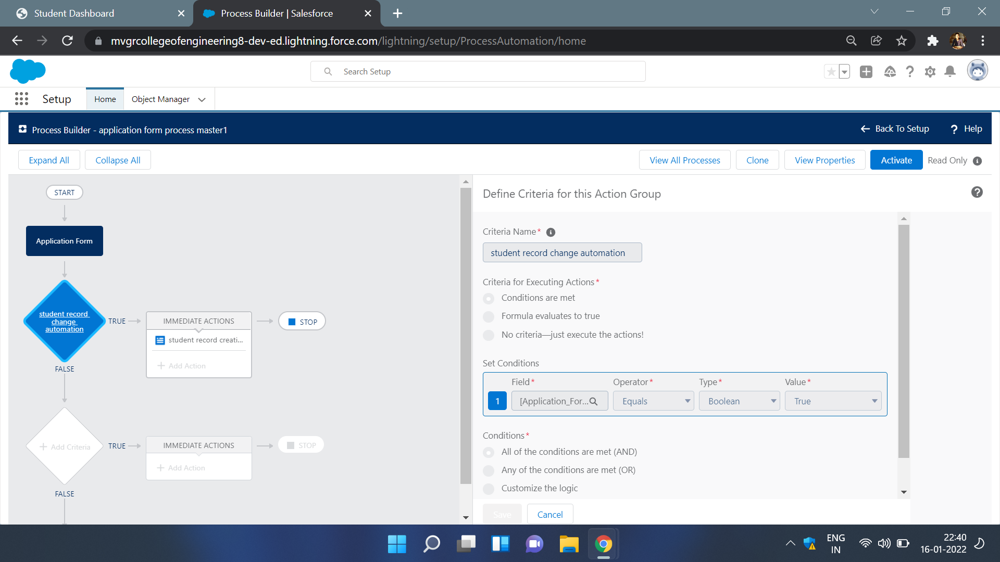 Student Dashboard
Process Builder | Salesforce
mvgrcollegeofengineering8-dev-ed.lightning.force.com/lightning/setup/ProcessAutomation/home
Search Setup
Setup
Home
Object Manager
Process Builder - application form process master1
Back To Setup
? Help
Expand All
Collapse All
View All Processes
Clone
View Properties
Activate
Read Only
START
Application Form
student record
change
automation
TRUE
IMMEDIATE ACTIONS
student record creati...
+ Add Action
STOP
FALSE
+ Add Criteria
TRUE
IMMEDIATE ACTIONS
+ Add Action
STOP
FALSE
Define Criteria for this Action Group
Criteria Name*
student record change automation
Criteria for Executing Actions*
Conditions are met
Formula evaluates to true
No criteria—just execute the actions!
Set Conditions
Field*
Operator*
Type*
Value*
1
[Application_For...
Equals
Boolean
True
Conditions*
All of the conditions are met (AND)
Any of the conditions are met (OR)
Customize the logic
Save
Cancel
ENG
IN
22:40
16-01-2022